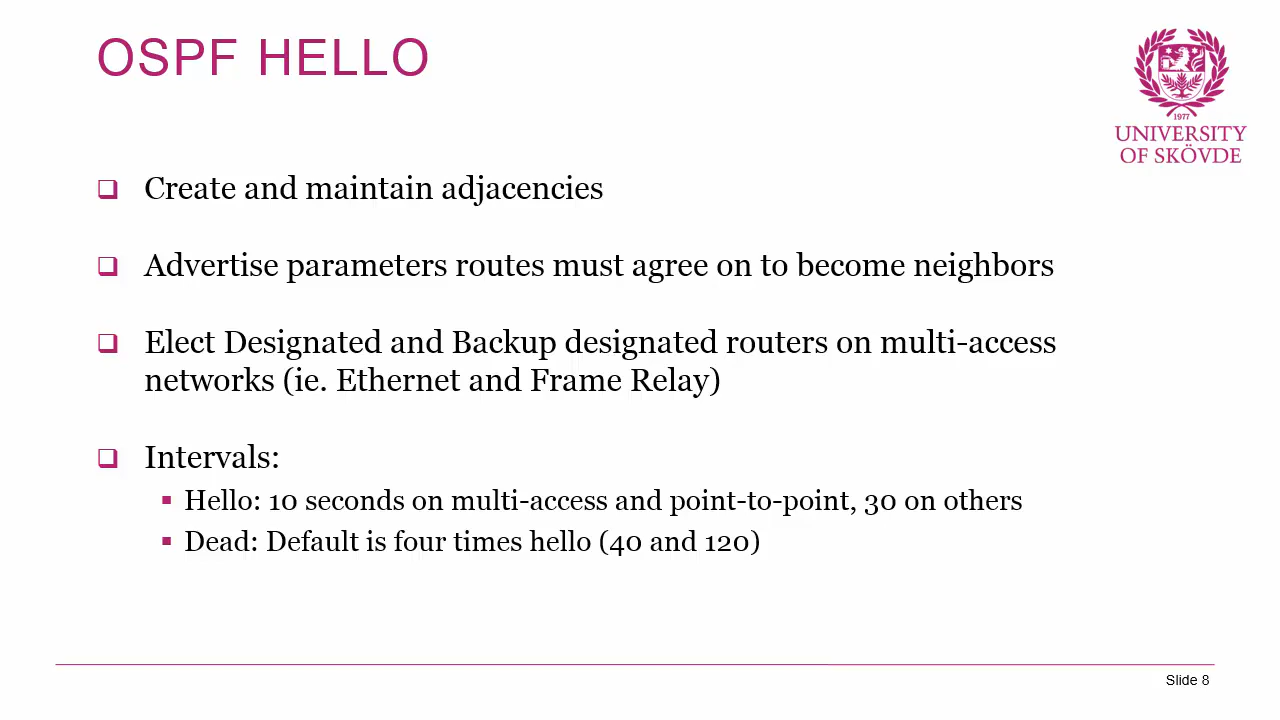 OSPF HELLO
1977
UNIVERSITY
OF SKÖVDE
Create and maintain adjacencies
Advertise parameters routes must agree on to become neighbors
Elect Designated and Backup designated routers on multi-access
networks (ie. Ethernet and Frame Relay)
Intervals:
Hello: 10 seconds on multi-access and point-to-point, 30 on others
Dead: Default is four times hello (40 and 120)
Slide 8